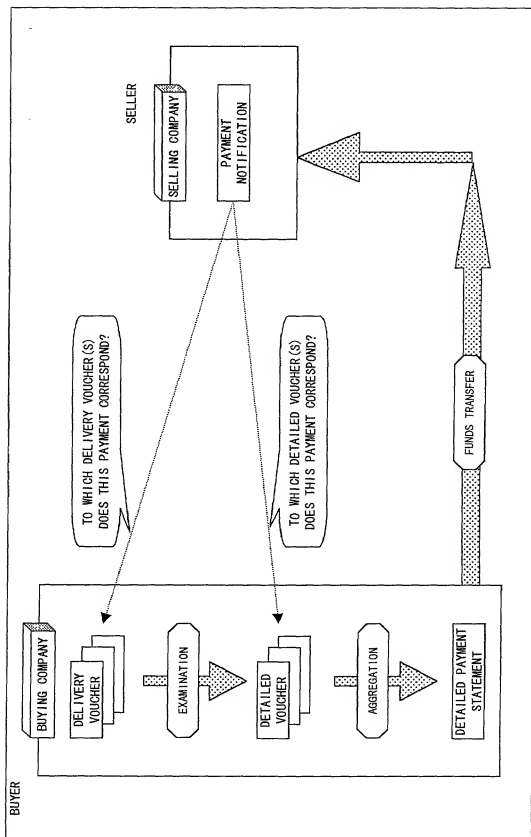 BUYER
BUYING COMPANY
DELIVERY
VOUCHER
EXAMINATION
DETAILED
VOUCHER
AGGREGATION
DETAILED PAYMENT
STATEMENT
TO WHICH DELIVERY VOUCHER(S)
DOES THIS PAYMENT CORRESPOND?
TO WHICH DETAILED VOUCHER(S)
DOES THIS PAYMENT CORRESPOND?
FUNDS TRANSFER
SELLER
SELLING COMPANY
PAYMENT
NOTIFICATION